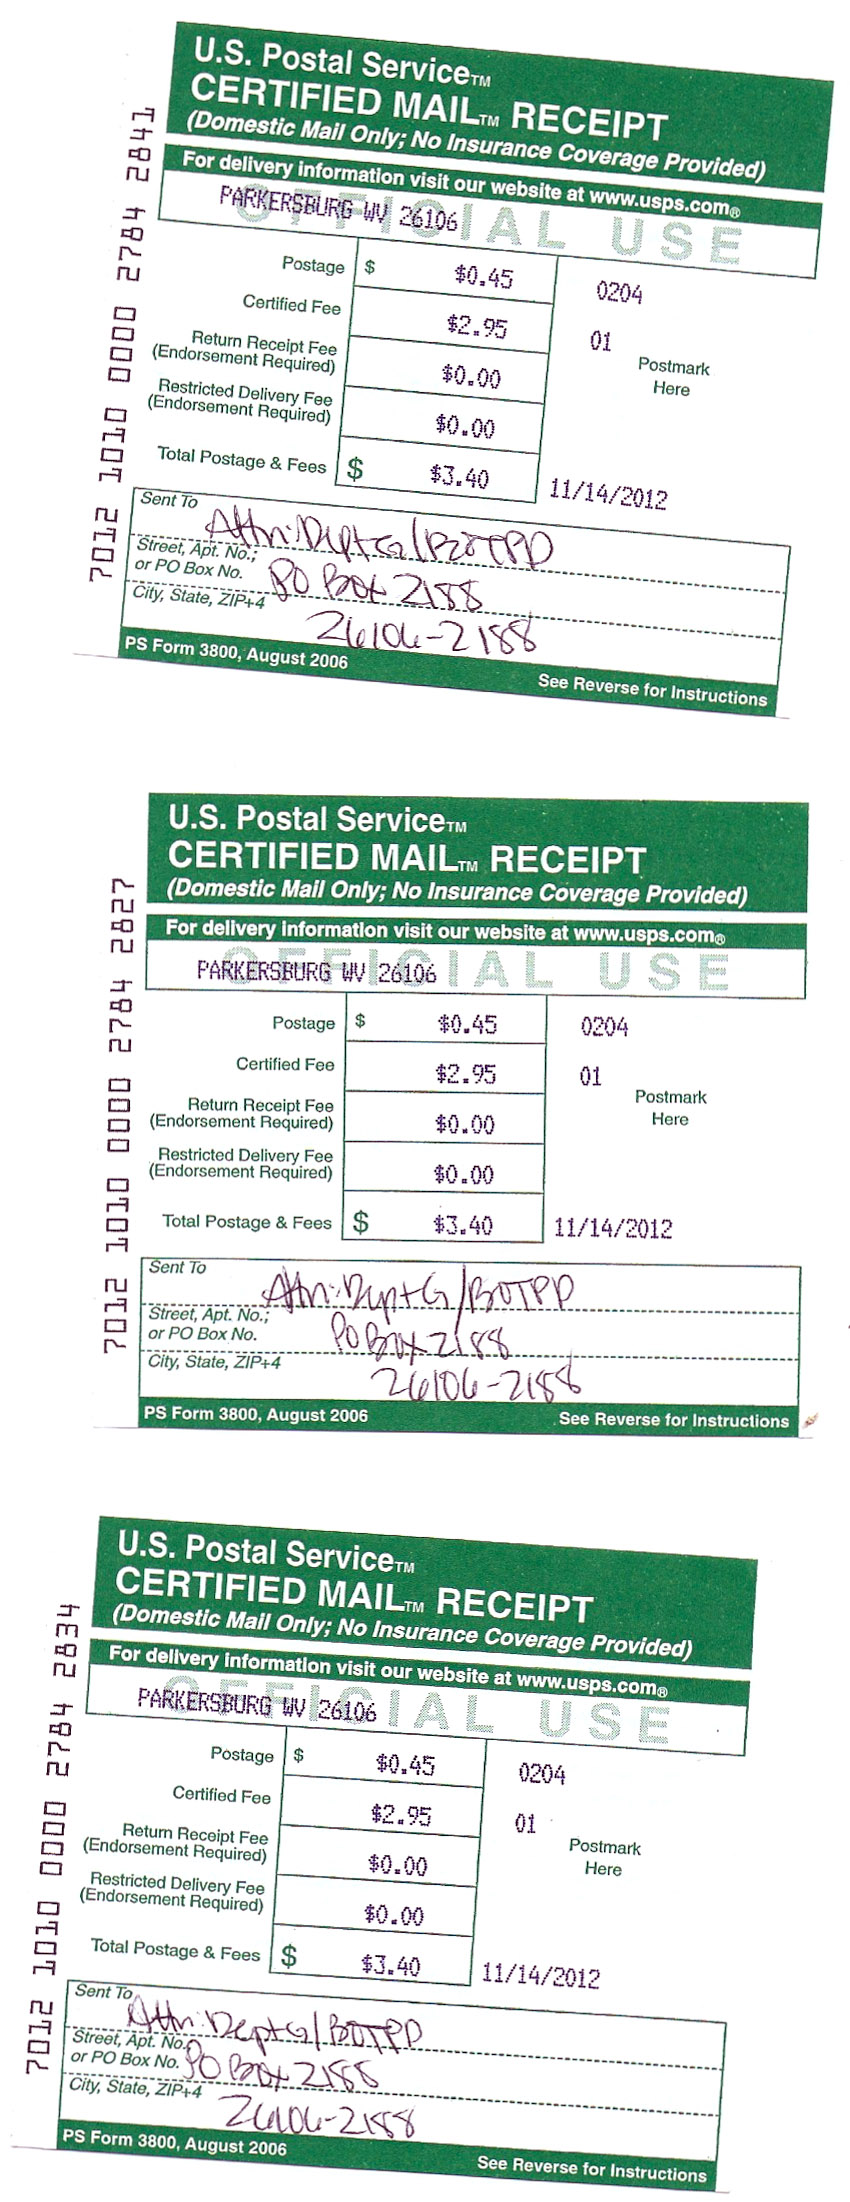 U.S. Postal Service™
CERTIFIED MAIL™ RECEIPT
(Domestic Mail Only; No Insurance Coverage Provided)
For delivery information visit our website at www.usps.com®
OFFICIAL USE
PARKERSBURG WV 26106
7012 1010 0000 2784 2841
Postage $ $0.45 0204
Certified Fee $2.95 01
Postmark
Here
Return Receipt Fee
(Endorsement Required) $0.00
Restricted Delivery Fee
(Endorsement Required) $0.00
Total Postage & Fees $ $3.40 11/14/2012
Sent To
Attn: Dept G/BOTPD
Street, Apt. No.;
or PO Box No. PO Box 2188
City, State, ZIP+4
26106-2188
PS Form 3800, August 2006 See Reverse for Instructions
U.S. Postal Service™
CERTIFIED MAIL™ RECEIPT
(Domestic Mail Only; No Insurance Coverage Provided)
For delivery information visit our website at www.usps.com®
OFFICIAL USE
PARKERSBURG WV 26106
7012 1010 0000 2784 2827
Postage $ $0.45 0204
Certified Fee $2.95 01
Postmark
Here
Return Receipt Fee
(Endorsement Required) $0.00
Restricted Delivery Fee
(Endorsement Required) $0.00
Total Postage & Fees $ $3.40 11/14/2012
Sent To
Attn: Dept G/BOTPD
Street, Apt. No.;
or PO Box No. PO Box 2188
City, State, ZIP+4
26106-2188
PS Form 3800, August 2006 See Reverse for Instructions
U.S. Postal Service™
CERTIFIED MAIL™ RECEIPT
(Domestic Mail Only; No Insurance Coverage Provided)
For delivery information visit our website at www.usps.com®
OFFICIAL USE
PARKERSBURG WV 26106
7012 1010 0000 2784 2834
Postage $ $0.45 0204
Certified Fee $2.95 01
Postmark
Here
Return Receipt Fee
(Endorsement Required) $0.00
Restricted Delivery Fee
(Endorsement Required) $0.00
Total Postage & Fees $ $3.40 11/14/2012
Sent To
Attn: Dept G/BOTPD
Street, Apt. No.;
or PO Box No. PO Box 2188
City, State, ZIP+4
26106-2188
PS Form 3800, August 2006 See Reverse for Instructions